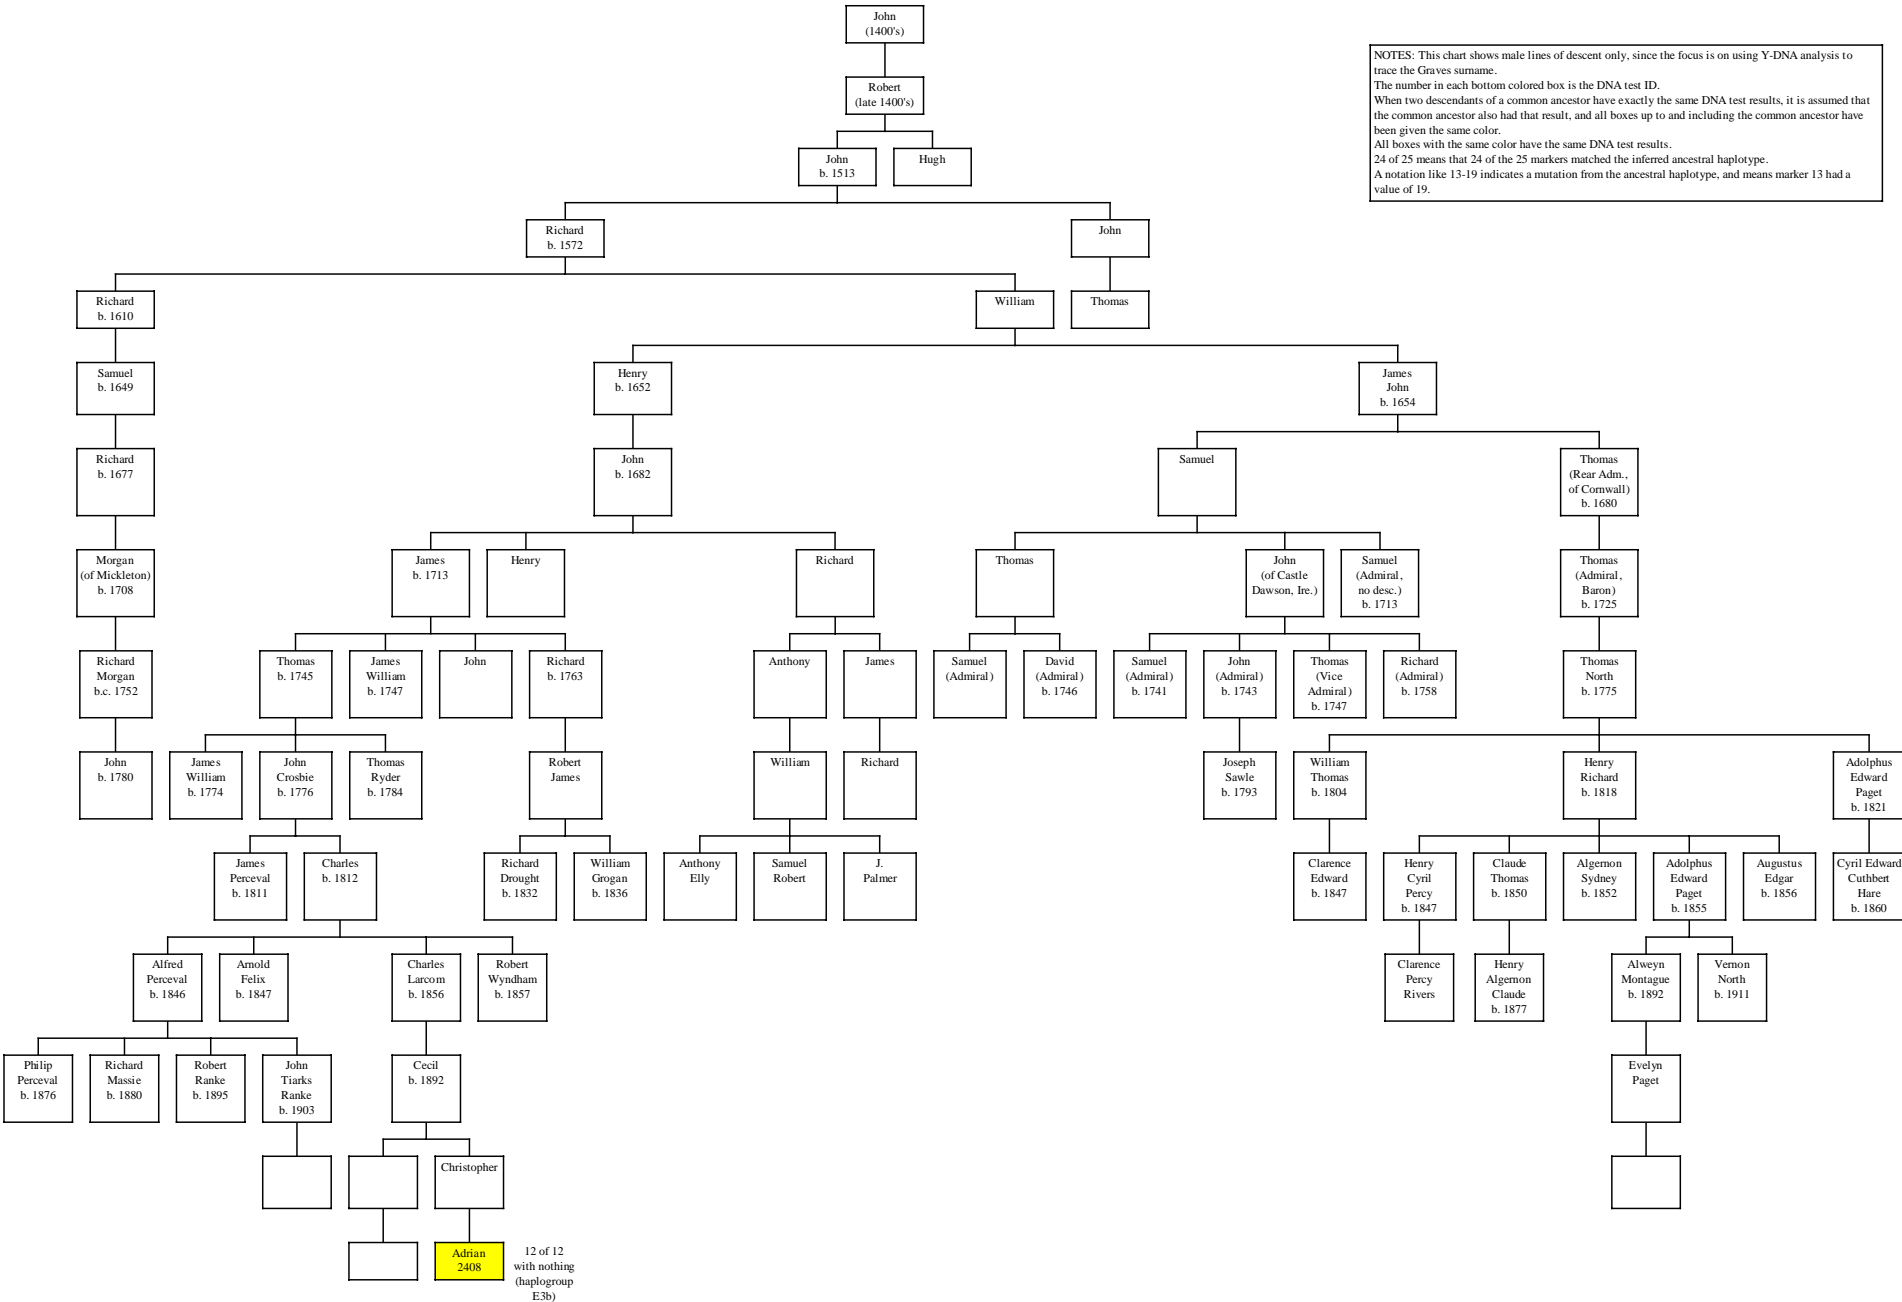 John
(1400's)
NOTES: This chart shows male lines of descent only, since the focus is on using Y-DNA analysis to
trace the Graves surname.
The number in each bottom colored box is the DNA test ID.
When two descendants of a common ancestor have exactly the same DNA test results, it is assumed that
the common ancestor also had that result, and all boxes up to and including the common ancestor have
been given the same color.
All boxes with the same color have the same DNA test results.
24 of 25 means that 24 of the 25 markers matched the inferred ancestral haplotype.
A notation like 13-19 indicates a mutation from the ancestral haplotype, and means marker 13 had a
value of 19.
Robert
(late 1400's)
John
b. 1513
Hugh
Richard
b. 1572
John
Richard
b. 1610
William
Thomas
Samuel
b. 1649
Henry
b. 1652
James
John
b. 1654
Richard
b. 1677
John
b. 1682
Samuel
Thomas
(Rear Adm.,
of Cornwall)
b. 1680
Morgan
(of Mickleton)
b. 1708
James
b. 1713
Henry
Richard
Thomas
John
(of Castle
Dawson, Ire.)
Samuel
(Admiral,
no desc.)
b. 1713
Thomas
(Admiral,
Baron)
b. 1725
Richard
Morgan
b.c. 1752
Thomas
b. 1745
James
William
b. 1747
John
Richard
b. 1763
Anthony
James
Samuel
(Admiral)
David
(Admiral)
b. 1746
Samuel
(Admiral)
b. 1741
John
(Admiral)
b. 1743
Thomas
(Vice
Admiral)
b. 1747
Richard
(Admiral)
b. 1758
Thomas
North
b. 1775
John
b. 1780
James
William
b. 1774
John
Crosbie
b. 1776
Thomas
Ryder
b. 1784
Robert
James
William
Richard
Joseph
Sawle
b. 1793
William
Thomas
b. 1804
Henry
Richard
b. 1818
Adolphus
Edward
Paget
b. 1821
James
Perceval
b. 1811
Charles
b. 1812
Richard
Drought
b. 1832
William
Grogan
b. 1836
Anthony
Elly
Samuel
Robert
J.
Palmer
Clarence
Edward
b. 1847
Henry
Cyril
Percy
b. 1847
Claude
Thomas
b. 1850
Algernon
Sydney
b. 1852
Adolphus
Edward
Paget
b. 1855
Augustus
Edgar
b. 1856
Cyril Edward
Cuthbert
Hare
b. 1860
Alfred
Perceval
b. 1846
Arnold
Felix
b. 1847
Charles
Larcom
b. 1856
Robert
Wyndham
b. 1857
Clarence
Percy
Rivers
Henry
Algernon
Claude
b. 1877
Alweyn
Montague
b. 1892
Vernon
North
b. 1911
Philip
Perceval
b. 1876
Richard
Massie
b. 1880
Robert
Ranke
b. 1895
John
Tiarks
Ranke
b. 1903
Cecil
b. 1892
Evelyn
Paget
Christopher
Adrian
2408
12 of 12
with nothing
(haplogroup
E3b)